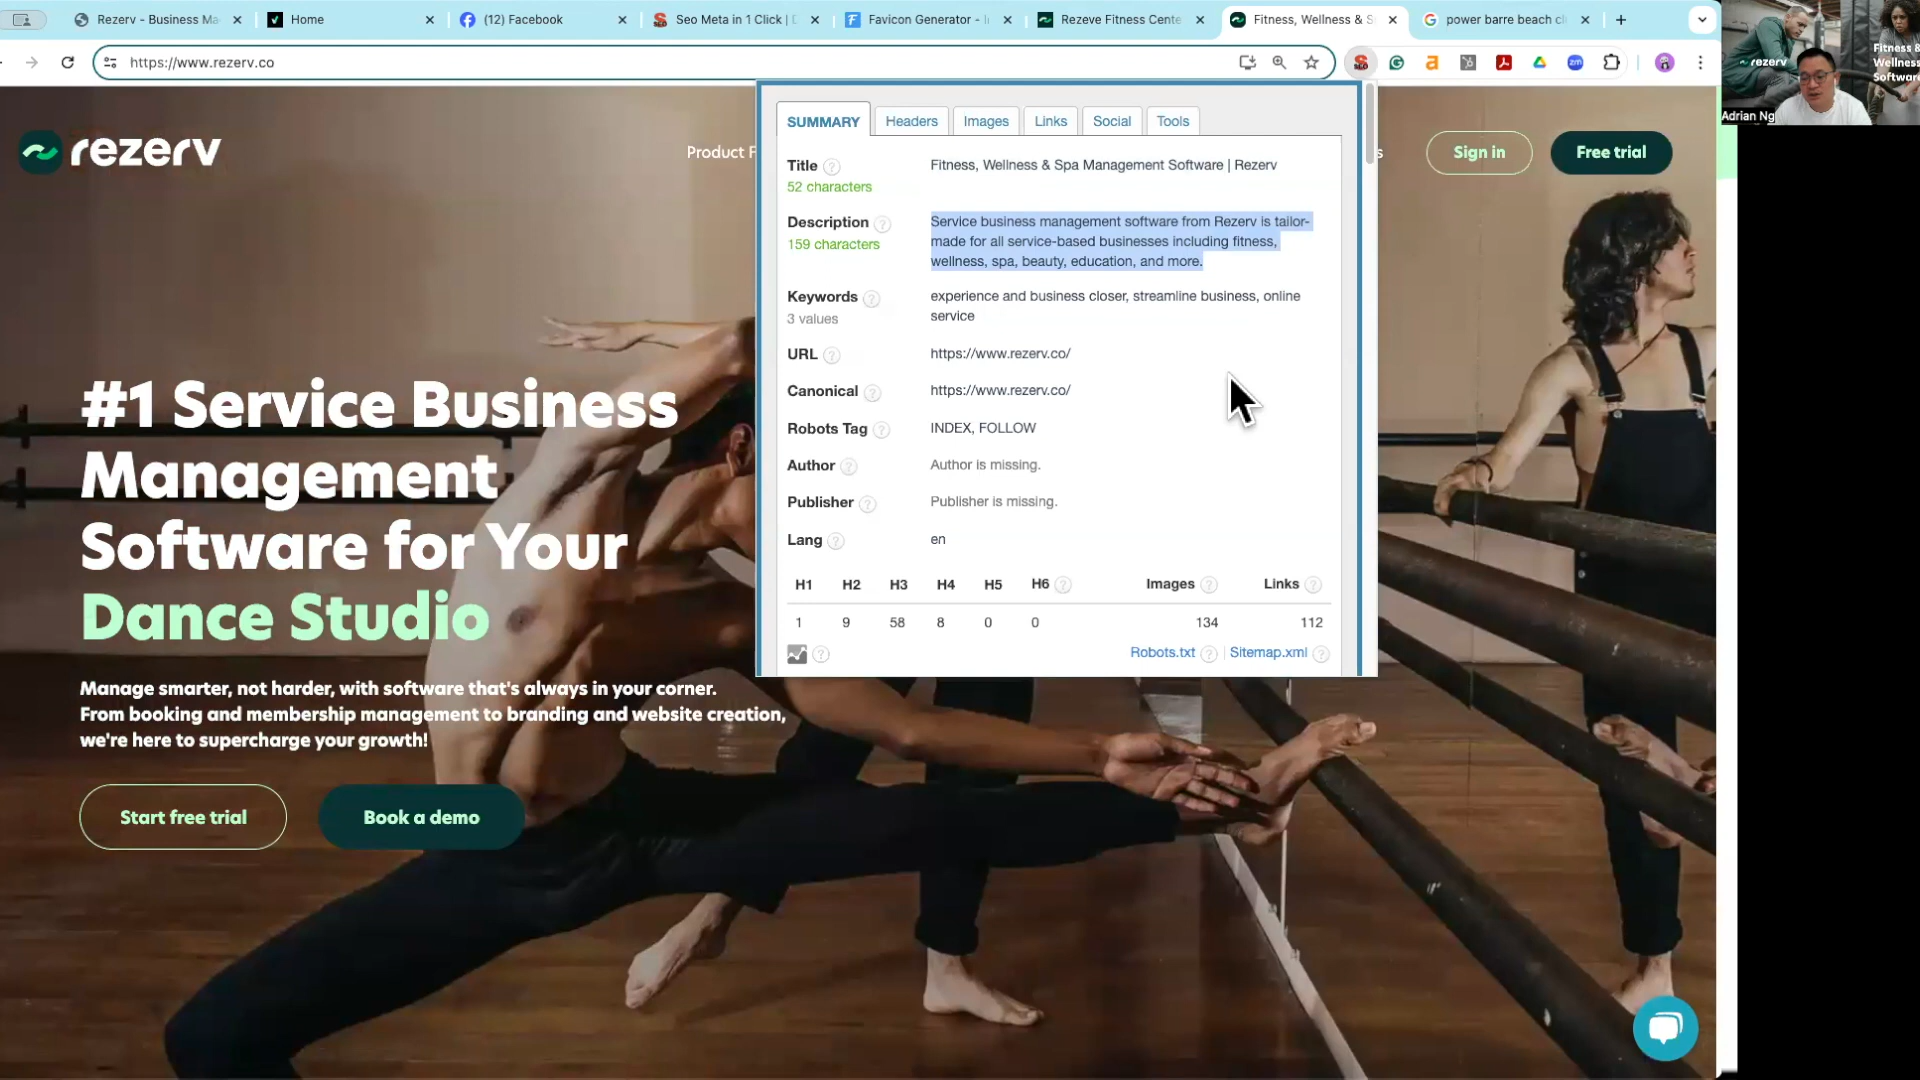 Rezerv - Business Ma
Home
(12) Facebook
Seo Meta in 1 Click |
Favicon Generator -
Rezeve Fitness Cente
Fitness, Wellness & S
power barre beach cl
https://www.rezerv.co
rezerv
Product F
s
Sign in
Free trial
SUMMARY
Headers
Images
Links
Social
Tools
Title
Fitness, Wellness & Spa Management Software | Rezerv
52 characters
Description
Service business management software from Rezerv is tailor-
159 characters
made for all service-based businesses including fitness,
wellness, spa, beauty, education, and more.
Keywords
experience and business closer, streamline business, online
3 values
service
URL
https://www.rezerv.co/
Canonical
https://www.rezerv.co/
Robots Tag
INDEX, FOLLOW
Author
Author is missing.
Publisher
Publisher is missing.
Lang
en
H1 H2 H3 H4 H5 H6 Images Links
1 9 58 8 0 0 134 112
Robots.txt | Sitemap.xml
#1 Service Business
Management
Software for Your
Dance Studio
Manage smarter, not harder, with software that's always in your corner.
From booking and membership management to branding and website creation,
we're here to supercharge your growth!
Start free trial
Book a demo
rezerv
Fitness &
Wellness
Software
Adrian Ng